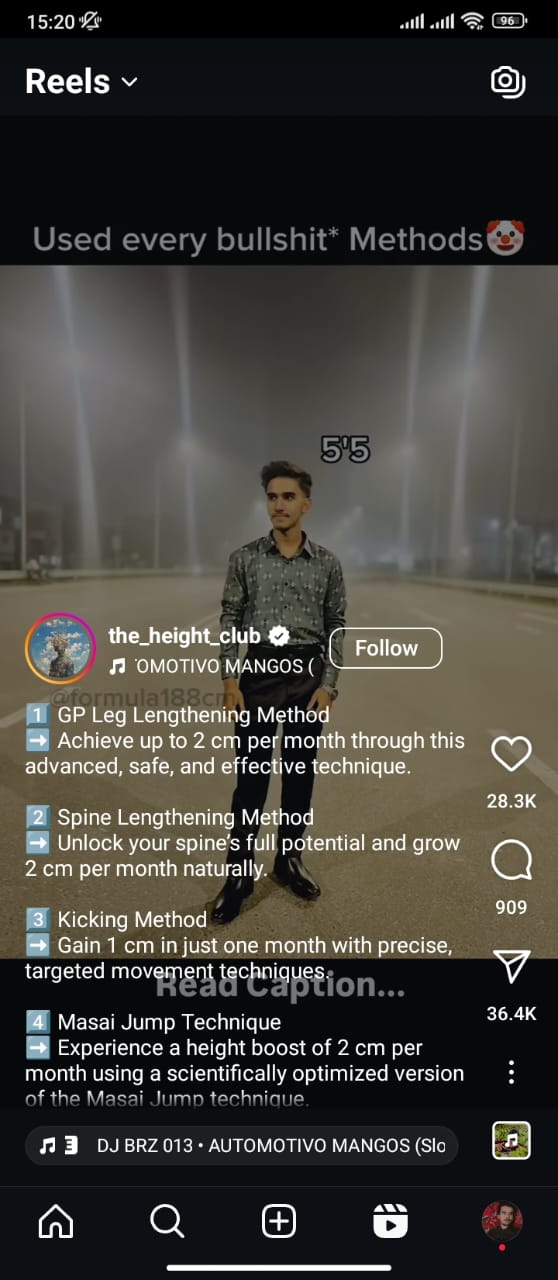 15:20
96
Reels
Used every bullshit* Methods🤡
5'5
the_height_club
Follow
OMOTIVO MANGOS (
@formula188cm
1️⃣ GP Leg Lengthening Method
➡️ Achieve up to 2 cm per month through this
advanced, safe, and effective technique.
2️⃣ Spine Lengthening Method
➡️ Unlock your spine's full potential and grow
2 cm per month naturally.
3️⃣ Kicking Method
➡️ Gain 1 cm in just one month with precise,
targeted movement techniques.
Read Caption...
4️⃣ Masai Jump Technique
➡️ Experience a height boost of 2 cm per
month using a scientifically optimized version
of the Masai Jump technique.
28.3K
909
36.4K
DJ BRZ 013 • AUTOMOTIVO MANGOS (Slo